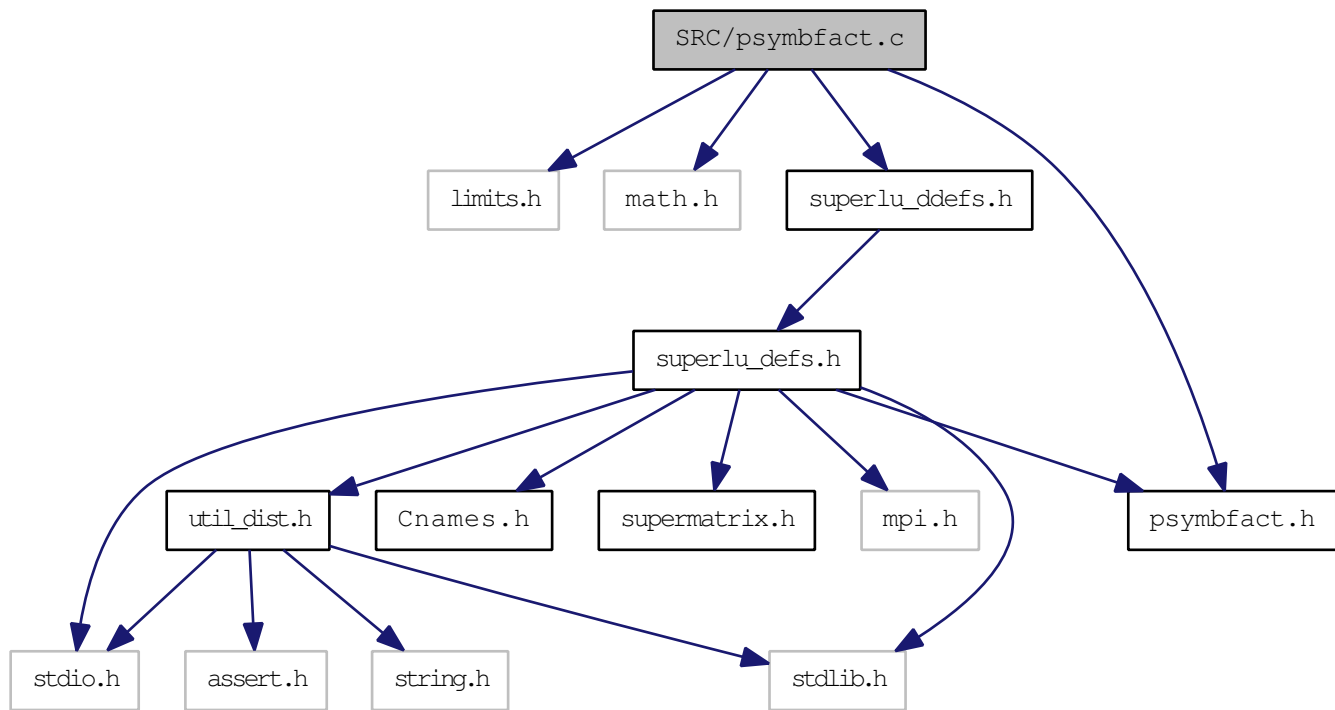 SRC/psymbfact.c
limits.h
math.h
superlu_ddefs.h
superlu_defs.h
util_dist.h
Cnames.h
supermatrix.h
mpi.h
psymbfact.h
stdio.h
assert.h
string.h
stdlib.h